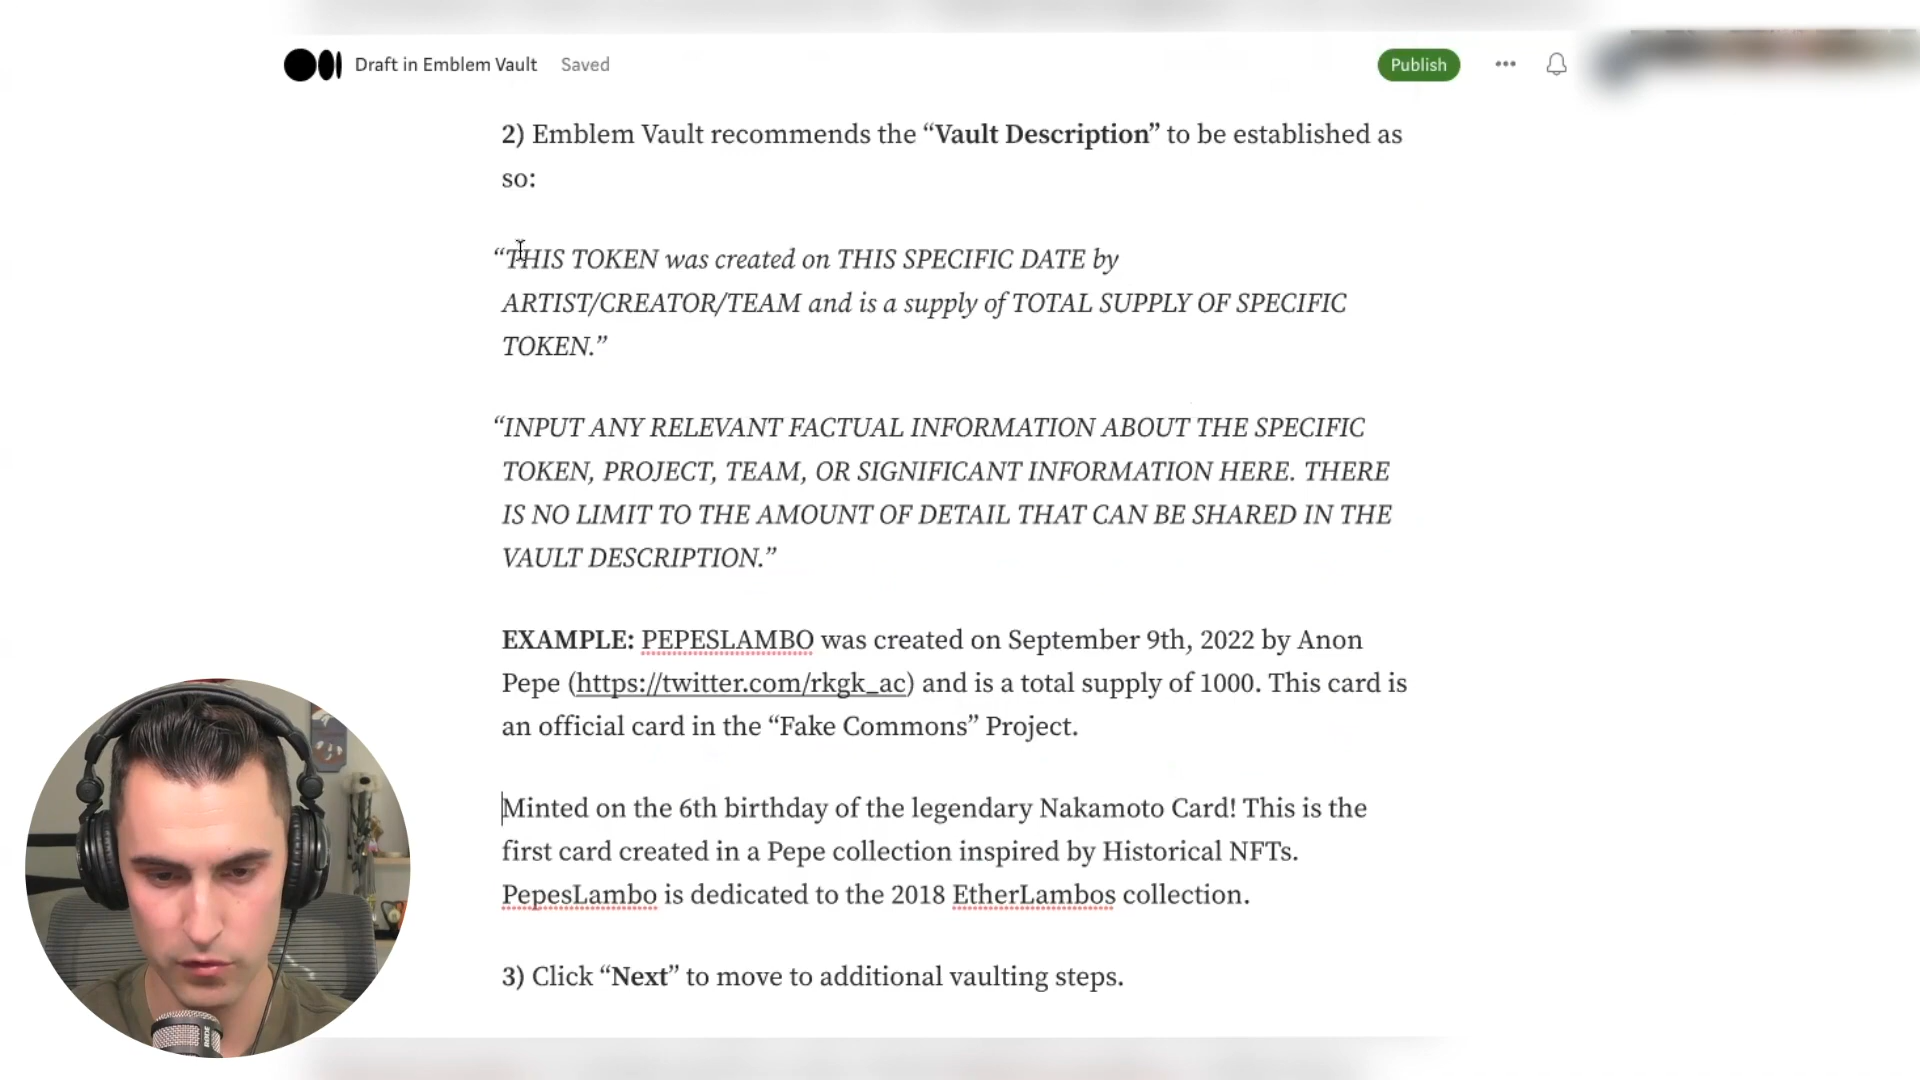 Draft in Emblem Vault Saved Publish
2) Emblem Vault recommends the “Vault Description” to be established as
so:
“THIS TOKEN was created on THIS SPECIFIC DATE by
ARTIST/CREATOR/TEAM and is a supply of TOTAL SUPPLY OF SPECIFIC
TOKEN.”
“INPUT ANY RELEVANT FACTUAL INFORMATION ABOUT THE SPECIFIC
TOKEN, PROJECT, TEAM, OR SIGNIFICANT INFORMATION HERE. THERE
IS NO LIMIT TO THE AMOUNT OF DETAIL THAT CAN BE SHARED IN THE
VAULT DESCRIPTION.”
EXAMPLE: PEPESLAMBO was created on September 9th, 2022 by Anon
Pepe (https://twitter.com/rkgk_ac) and is a total supply of 1000. This card is
an official card in the “Fake Commons” Project.
Minted on the 6th birthday of the legendary Nakamoto Card! This is the
first card created in a Pepe collection inspired by Historical NFTs.
PepesLambo is dedicated to the 2018 EtherLambos collection.
3) Click “Next” to move to additional vaulting steps.
RODE